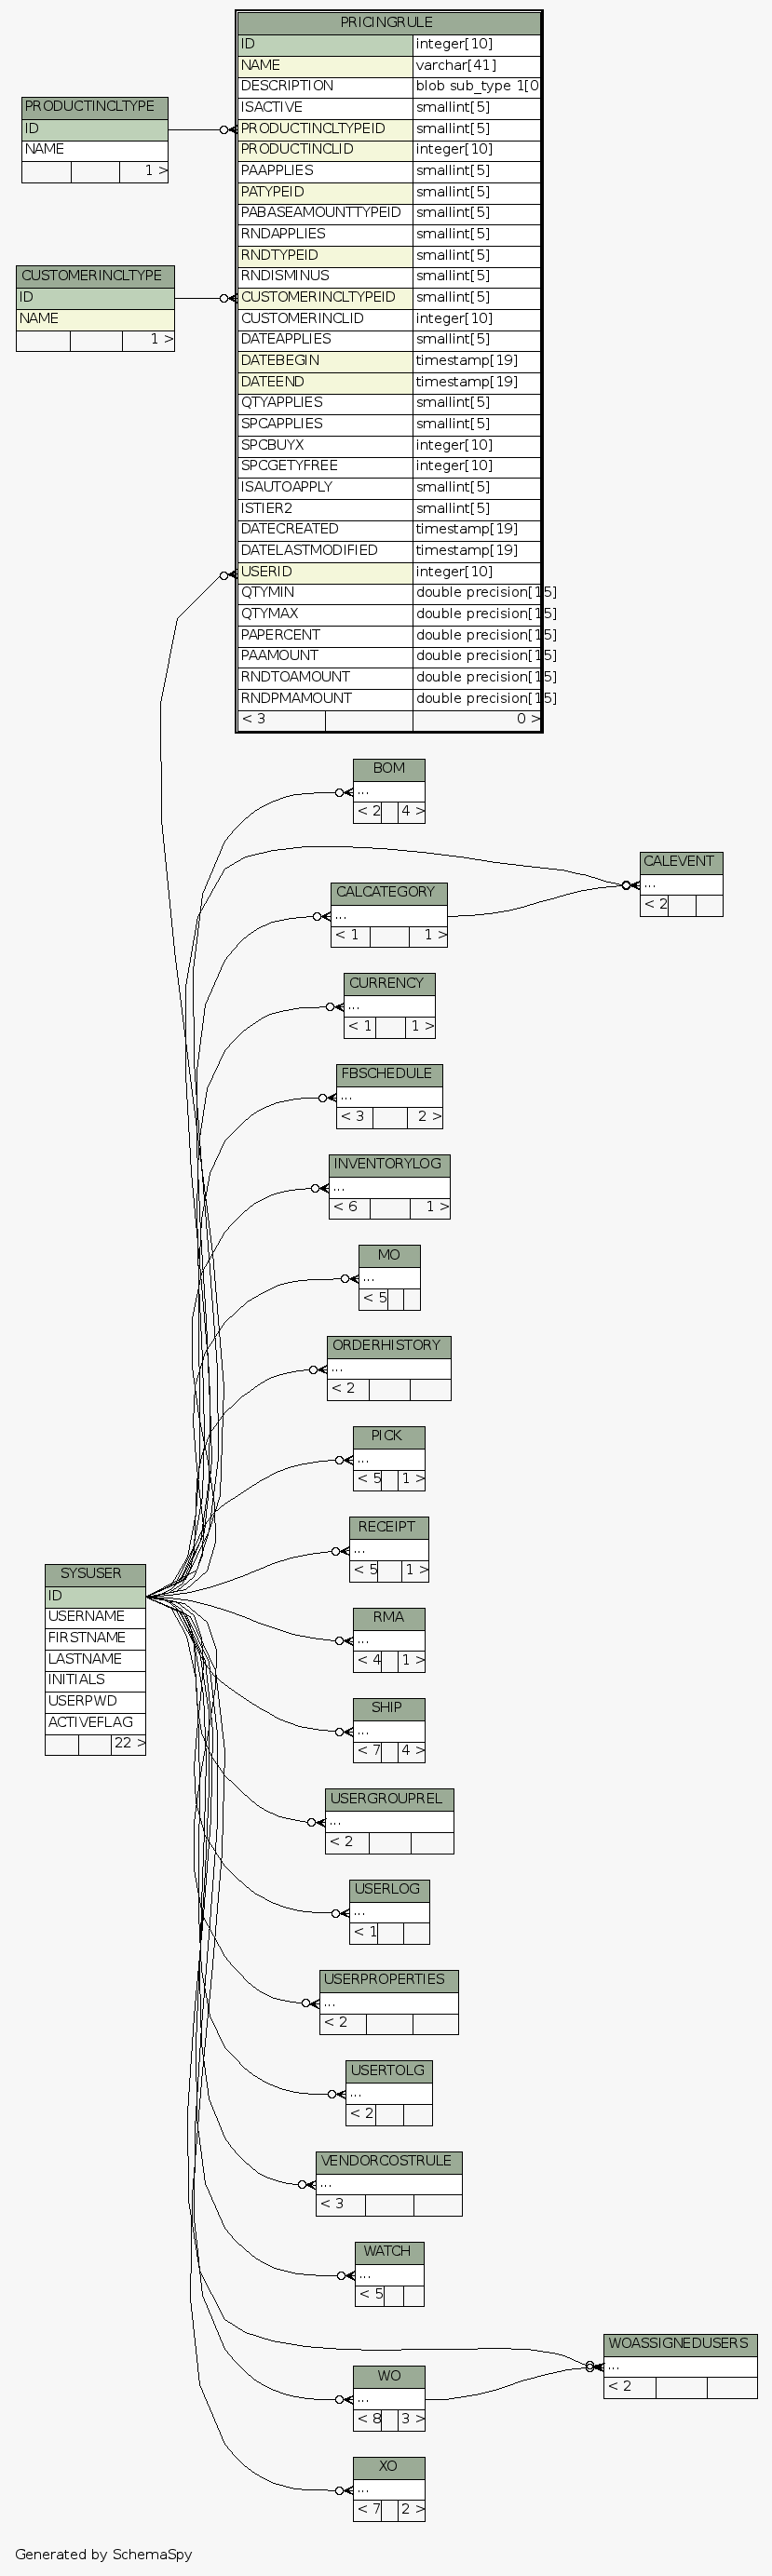 PRICINGRULE
ID integer[10]
NAME varchar[41]
DESCRIPTION blob sub_type 1[0
ISACTIVE smallint[5]
PRODUCTINCLTYPEID smallint[5]
PRODUCTINCLID integer[10]
PAAPPLIES smallint[5]
PATYPEID smallint[5]
PABASEAMOUNTTYPEID smallint[5]
RNDAPPLIES smallint[5]
RNDTYPEID smallint[5]
RNDISMINUS smallint[5]
CUSTOMERINCLTYPEID smallint[5]
CUSTOMERINCLID integer[10]
DATEAPPLIES smallint[5]
DATEBEGIN timestamp[19]
DATEEND timestamp[19]
QTYAPPLIES smallint[5]
SPCAPPLIES smallint[5]
SPCBUYX integer[10]
SPCGETYFREE integer[10]
ISAUTOAPPLY smallint[5]
ISTIER2 smallint[5]
DATECREATED timestamp[19]
DATELASTMODIFIED timestamp[19]
USERID integer[10]
QTYMIN double precision[15]
QTYMAX double precision[15]
PAPERCENT double precision[15]
PAAMOUNT double precision[15]
RNDTOAMOUNT double precision[15]
RNDPMAMOUNT double precision[15]
< 3 0 >
PRODUCTINCLTYPE
ID
NAME
1 >
CUSTOMERINCLTYPE
ID
NAME
1 >
BOM
...
< 2 4 >
CALEVENT
...
< 2
CALCATEGORY
...
< 1 1 >
CURRENCY
...
< 1 1 >
FBSCHEDULE
...
< 3 2 >
INVENTORYLOG
...
< 6 1 >
MO
...
< 5
ORDERHISTORY
...
< 2
PICK
...
< 5 1 >
RECEIPT
...
< 5 1 >
SYSUSER
ID
USERNAME
FIRSTNAME
LASTNAME
INITIALS
USERPWD
ACTIVEFLAG
22 >
RMA
...
< 4 1 >
SHIP
...
< 7 4 >
USERGROUPREL
...
< 2
USERLOG
...
< 1
USERPROPERTIES
...
< 2
USERTOLG
...
< 2
VENDORCOSTRULE
...
< 3
WATCH
...
< 5
WOASSIGNEDUSERS
...
< 2
WO
...
< 8 3 >
XO
...
< 7 2 >
Generated by SchemaSpy